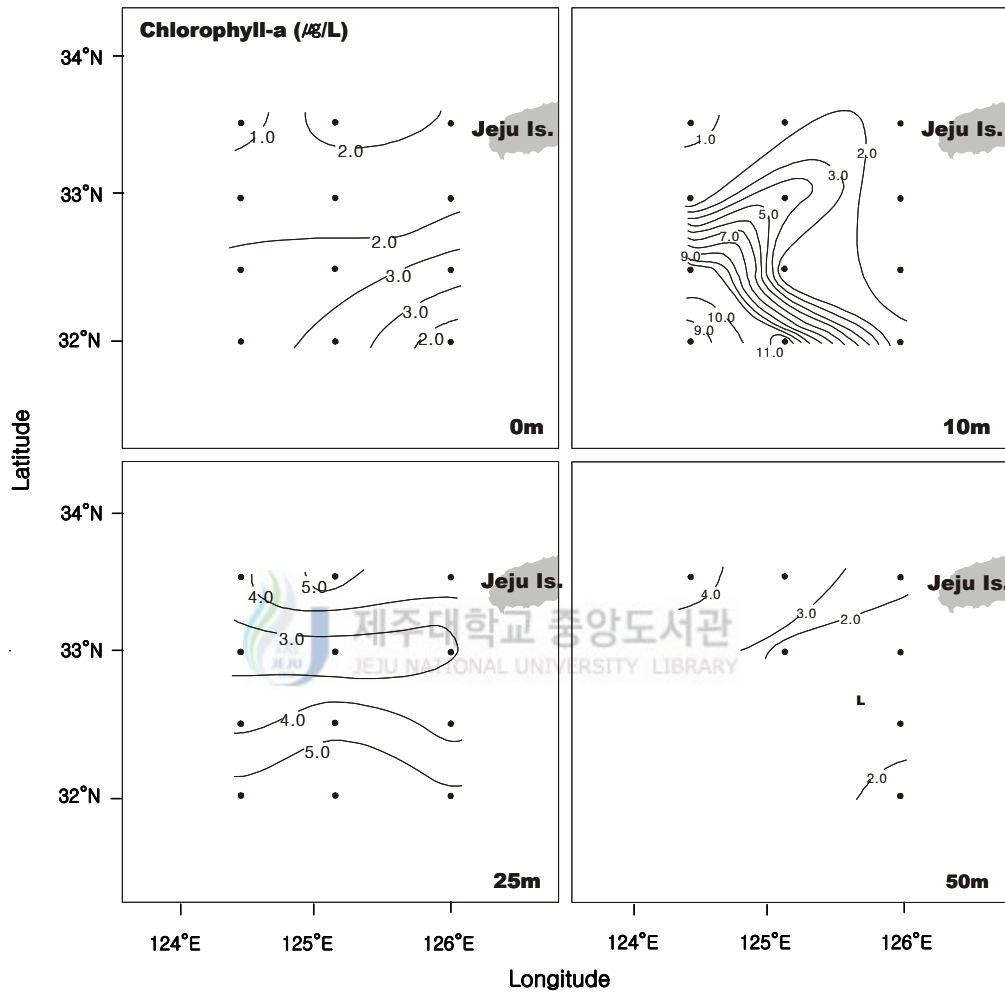 Chlorophyll-a (㎍/L)
34°N
Jeju Is.
Jeju Is.
1.0
2.0
1.0
2.0
3.0
33°N
5.0
2.0
7.0
3.0
9.0
3.0
10.0
2.0
9.0
32°N
11.0
0m
10m
Latitude
34°N
Jeju Is.
Jeju Is.
4.0
5.0
4.0
3.0
2.0
3.0
제주대학교 중앙도서관
JEJU NATIONAL UNIVERSITY LIBRARY
JEJU
33°N
L
4.0
5.0
2.0
32°N
25m
50m
124°E
125°E
126°E
124°E
125°E
126°E
Longitude